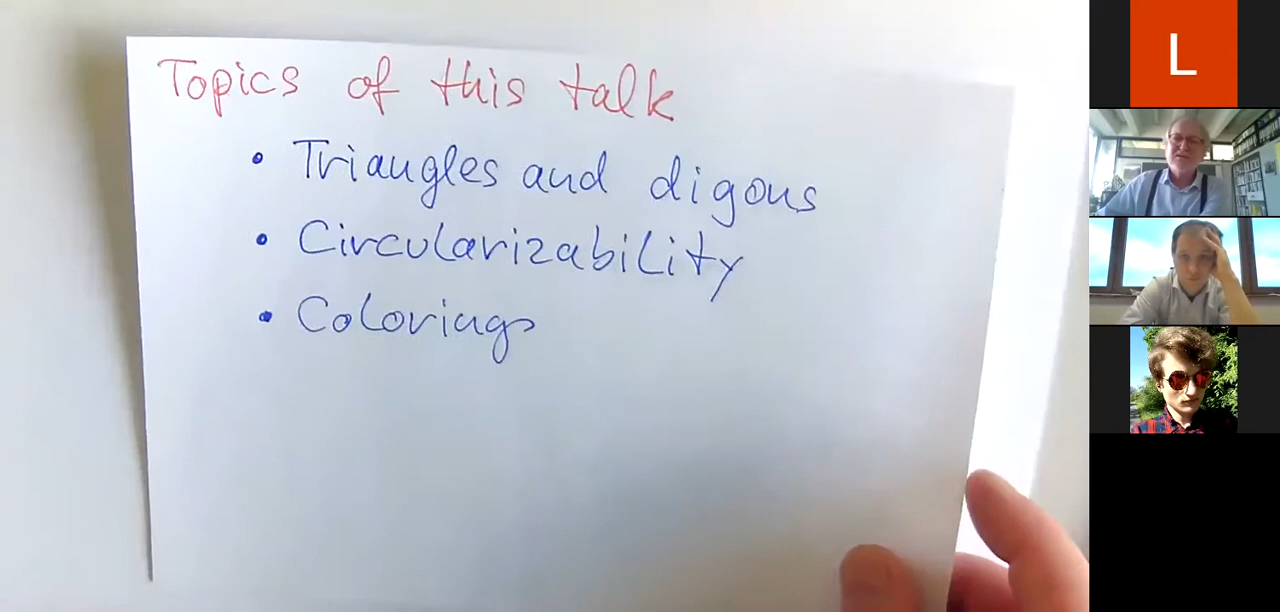 Topics of this talk
• Triangles and digons
• Circularizability
• Colorings
L